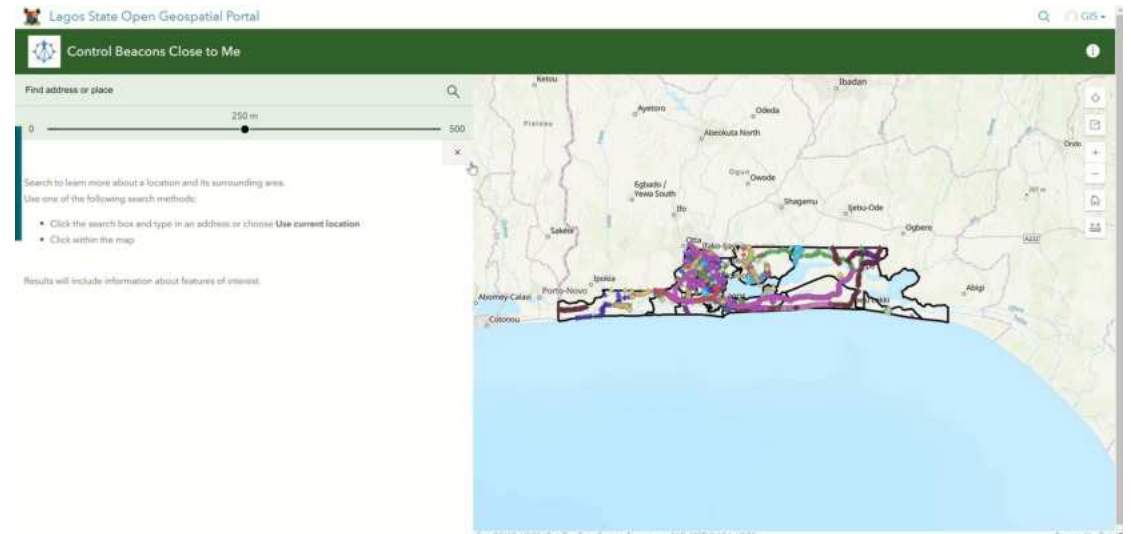 Lagos State Open Geospatial Portal
GIS
Control Beacons Close to Me
Find address or place
250 m
0
500
Search to learn more about a location and its surrounding area.
Use one of the following search methods:
• Click the search box and type in an address or choose Use current location
• Click within the map
Results will include information about features of interest.
Ketou
Ibadan
Ayetoro
Odeda
Plateau
Abeokuta North
Ondo
Ogun
Owode
Egbado /
Yewa South
Ifo
Shagamu
Ijebu-Ode
Sakete
Ogbere
Otta
A232
Ipokia
Porto-Novo
Abomey-Calavi
Abigi
Cotonou